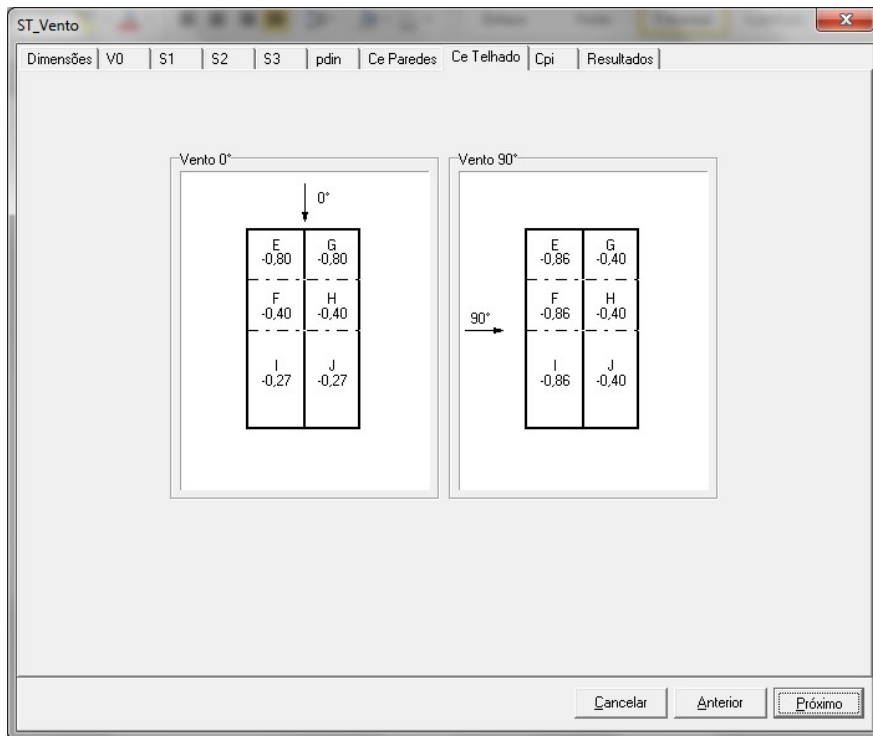 ST_Vento
Dimensões V0 S1 S2 S3 pdin Ce Paredes Ce Telhado Cpi Resultados
Vento 0°
0°
E G
-0,80 -0,80
F H
-0,40 -0,40
I J
-0,27 -0,27
Vento 90°
90°
E G
-0,86 -0,40
F H
-0,86 -0,40
I J
-0,86 -0,40
Cancelar Anterior Próximo